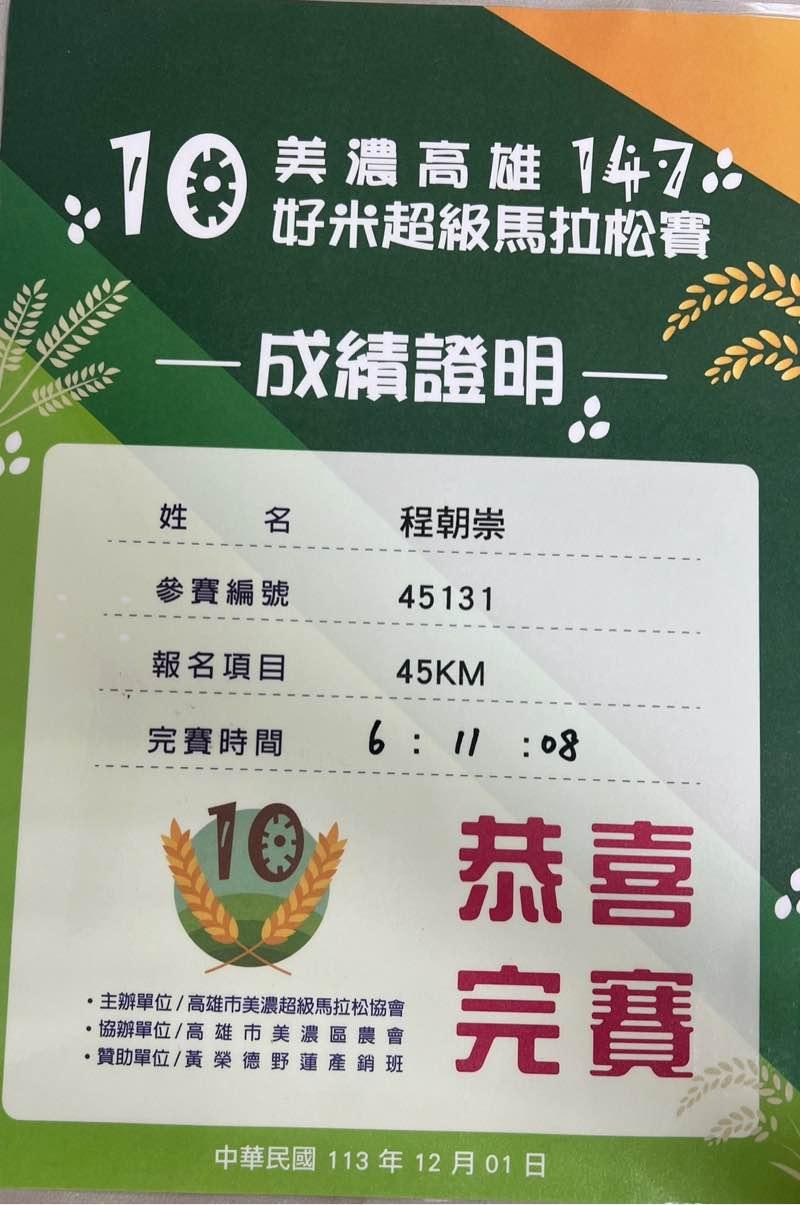 10 美濃高雄 147
好米超級馬拉松賽
成績證明
姓 名 程朝崇
參賽編號 45131
報名項目 45KM
完賽時間 6 : 11 : 08
10
恭喜
完賽
・主辦單位/高雄市美濃超級馬拉松協會
・協辦單位/高雄市美濃區農會
・贊助單位/黃榮德野蓮產銷班
中華民國 113 年 12 月 01 日